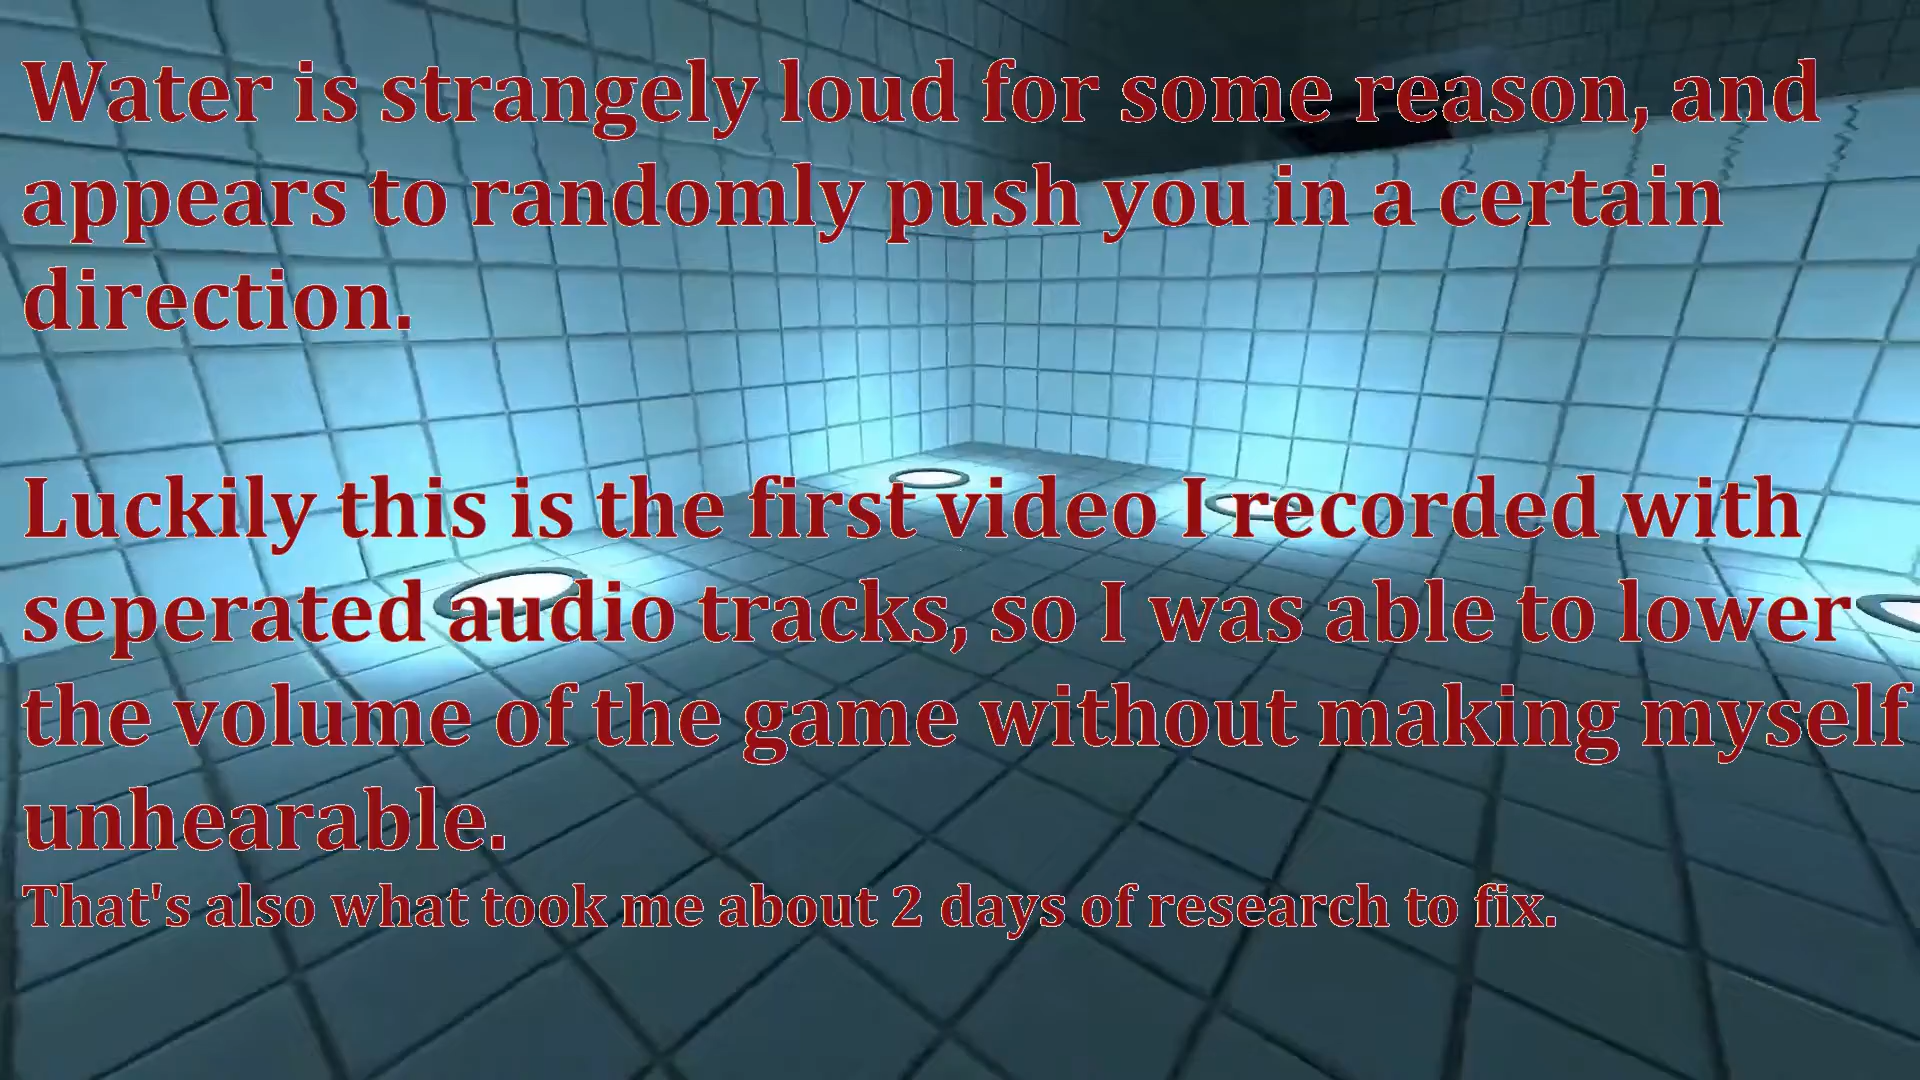 Water is strangely loud for some reason, and
appears to randomly push you in a certain
direction.
Luckily this is the first video I recorded with
seperated audio tracks, so I was able to lower
the volume of the game without making myself
unhearable.
That's also what took me about 2 days of research to fix.